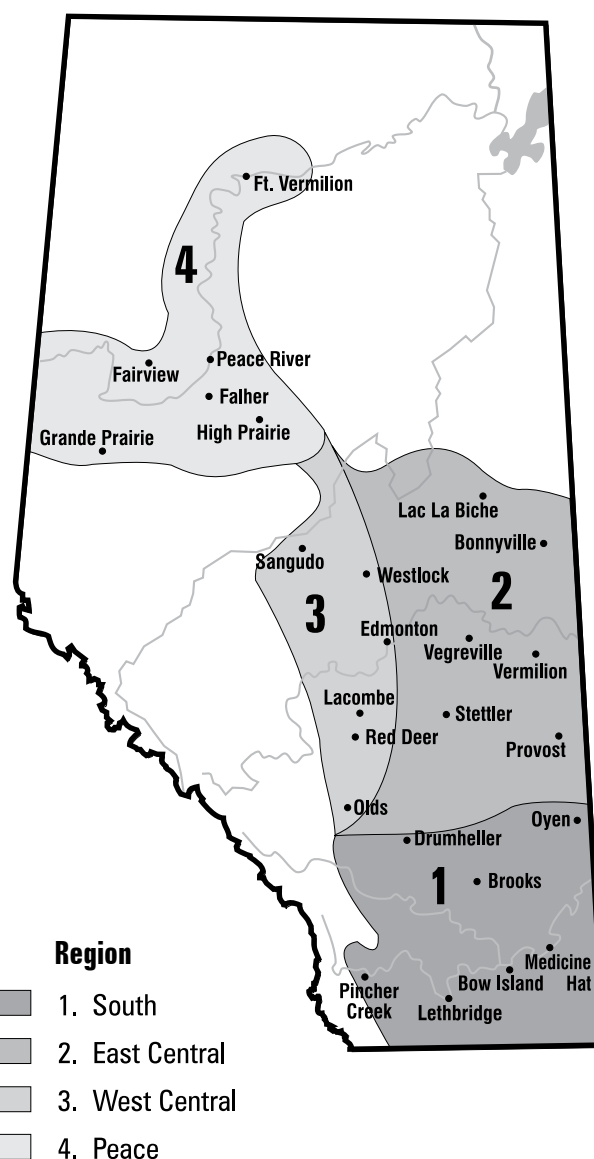 Ft. Vermilion
4
Peace River
Fairview
Falher
High Prairie
Grande Prairie
Lac La Biche
Bonnyville
Sangudo
Westlock
2
3
Edmonton
Vegreville
Vermilion
Lacombe
Stettler
Red Deer
Provost
Olds
Oyen
Drumheller
1
Brooks
Medicine
Hat
Bow Island
Pincher
Creek
Lethbridge
Region
1. South
2. East Central
3. West Central
4. Peace